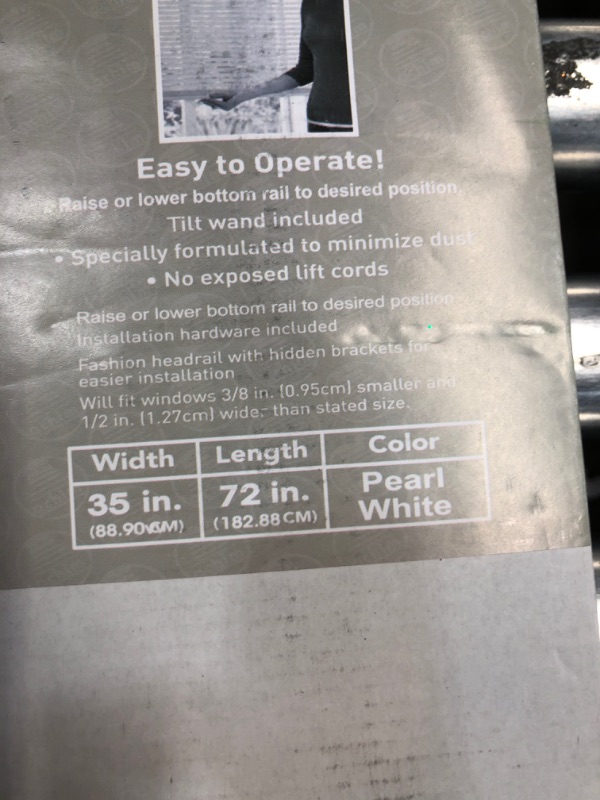 Easy to Operate!
Raise or lower bottom rail to desired position.
Tilt wand included
• Specially formulated to minimize dust
• No exposed lift cords
Raise or lower bottom rail to desired position
Installation hardware included
Fashion headrail with hidden brackets for
easier installation
Will fit windows 3/8 in. (0.95cm) smaller and
1/2 in. (1.27cm) wider than stated size.
Width Length Color
35 in. 72 in. Pearl
(182.88CM) White